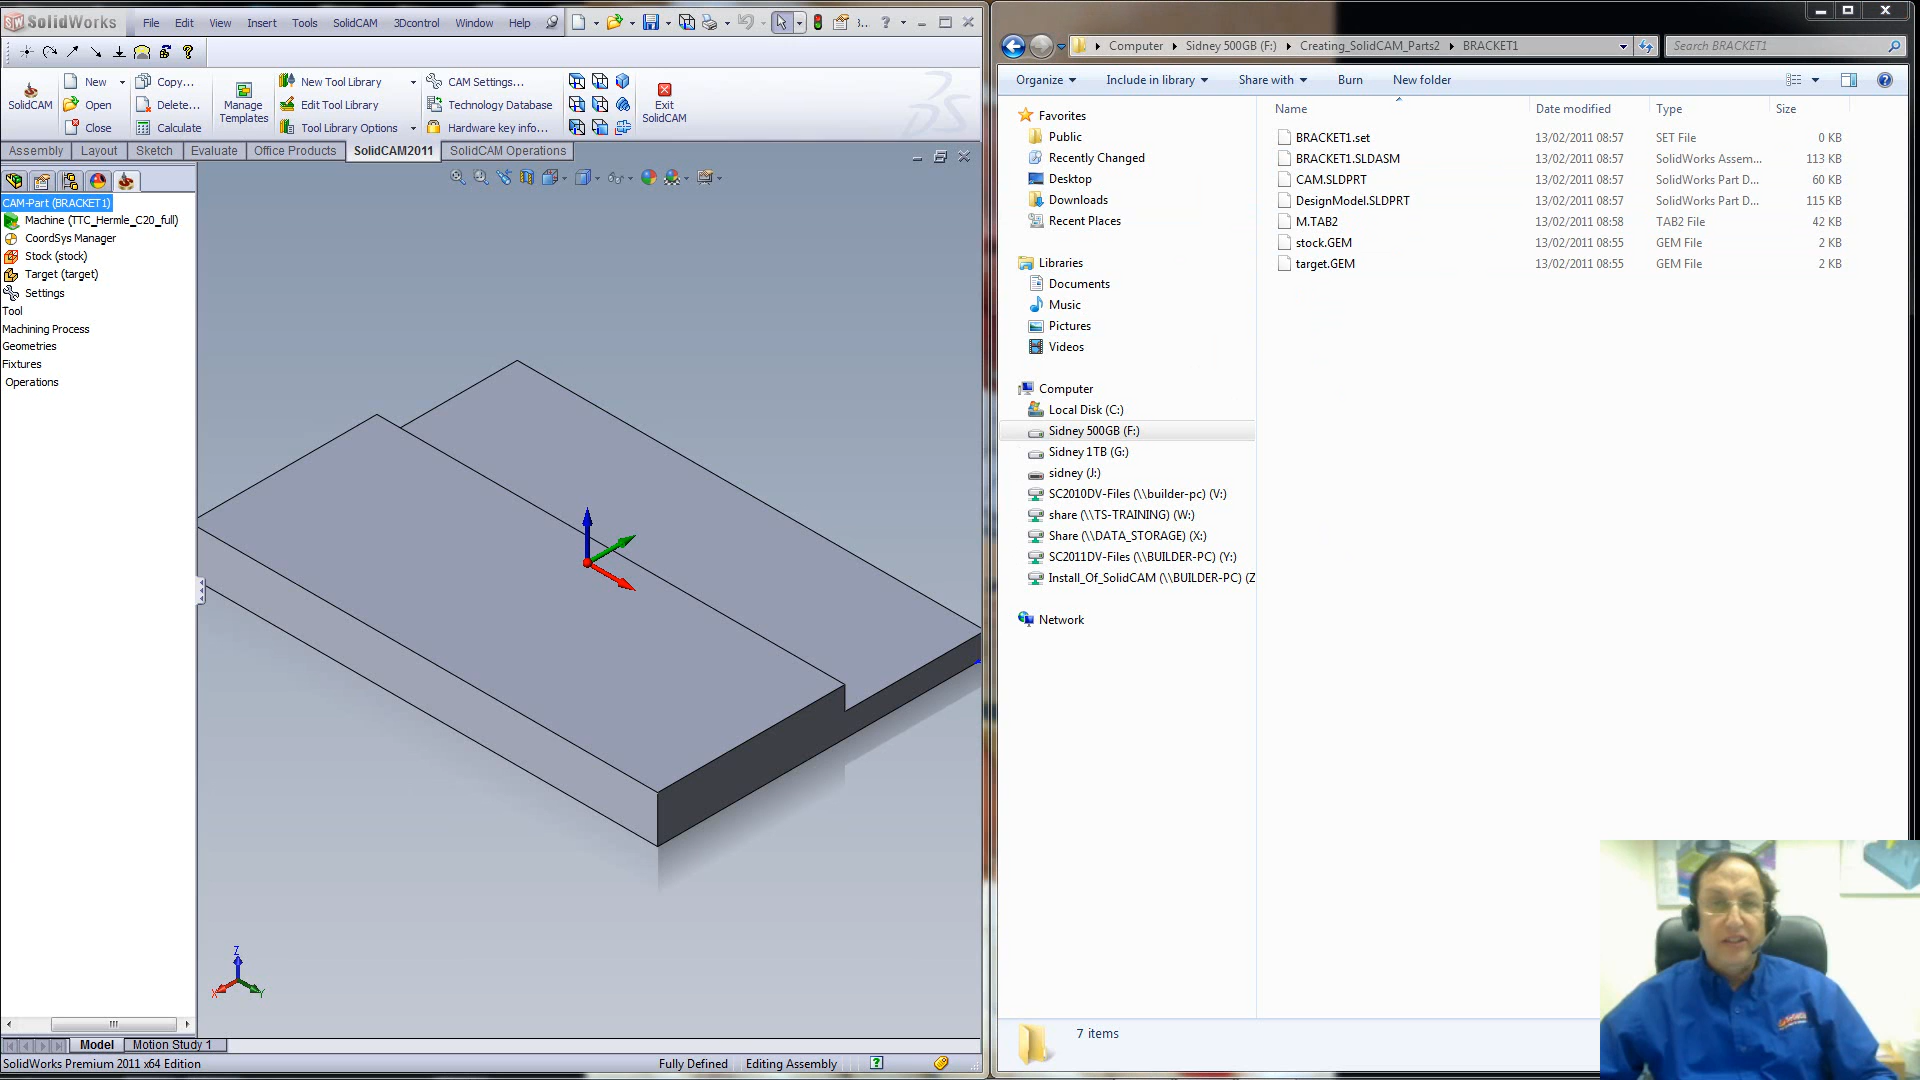 SolidWorks File Edit View Insert Tools SolidCAM 3Dcontrol Window Help
New Copy... New Tool Library CAM Settings...
SolidCAM Open Delete... Manage Templates Edit Tool Library Technology Database Exit SolidCAM
Close Calculate Tool Library Options Hardware key info...
Assembly Layout Sketch Evaluate Office Products SolidCAM2011 SolidCAM Operations
CAM-Part (BRACKET1)
Machine (TTC_Hermle_C20_full)
CoordSys Manager
Stock (stock)
Target (target)
Settings
Tool
Machining Process
Geometries
Fixtures
Operations
Z
X Y
Model Motion Study 1
SolidWorks Premium 2011 x64 Edition Fully Defined Editing Assembly
Computer Sidney 500GB (F:) Creating_SolidCAM_Parts2 BRACKET1 Search BRACKET1
Organize Include in library Share with Burn New folder
Favorites
Public
Recently Changed
Desktop
Downloads
Recent Places
Libraries
Documents
Music
Pictures
Videos
Computer
Local Disk (C:)
Sidney 500GB (F:)
Sidney 1TB (G:)
sidney (J:)
SC2010DV-Files (\\builder-pc) (V:)
share (\\TS-TRAINING) (W:)
Share (\\DATA_STORAGE) (X:)
SC2011DV-Files (\\BUILDER-PC) (Y:)
Install_Of_SolidCAM (\\BUILDER-PC) (Z
Network
Name Date modified Type Size
BRACKET1.set 13/02/2011 08:57 SET File 0 KB
BRACKET1.SLDASM 13/02/2011 08:57 SolidWorks Assem... 113 KB
CAM.SLDPRT 13/02/2011 08:57 SolidWorks Part D... 60 KB
DesignModel.SLDPRT 13/02/2011 08:57 SolidWorks Part D... 115 KB
M.TAB2 13/02/2011 08:58 TAB2 File 42 KB
stock.GEM 13/02/2011 08:55 GEM File 2 KB
target.GEM 13/02/2011 08:55 GEM File 2 KB
7 items